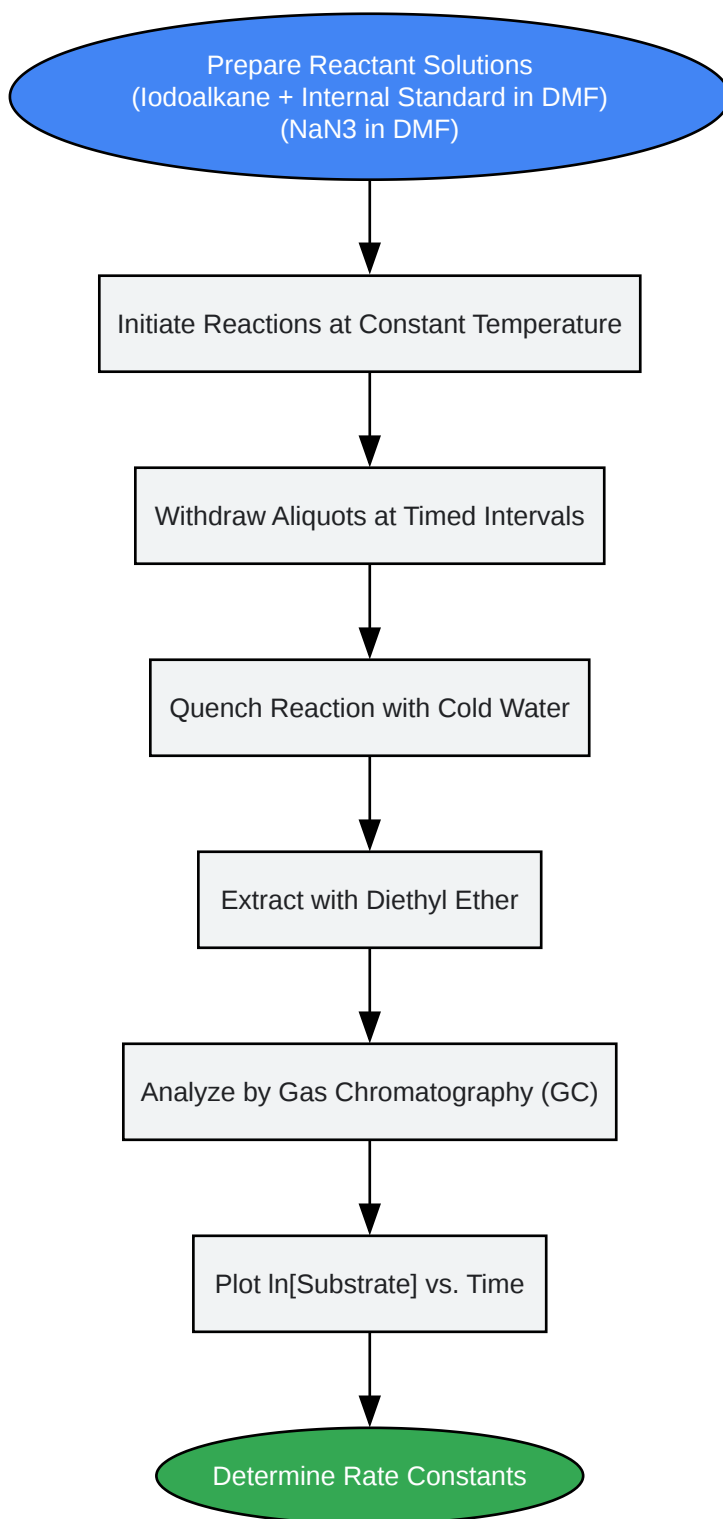 Prepare Reactant Solutions
(Iodoalkane + Internal Standard in DMF)
(NaN3 in DMF)
Initiate Reactions at Constant Temperature
Withdraw Aliquots at Timed Intervals
Quench Reaction with Cold Water
Extract with Diethyl Ether
Analyze by Gas Chromatography (GC)
Plot ln[Substrate] vs. Time
Determine Rate Constants